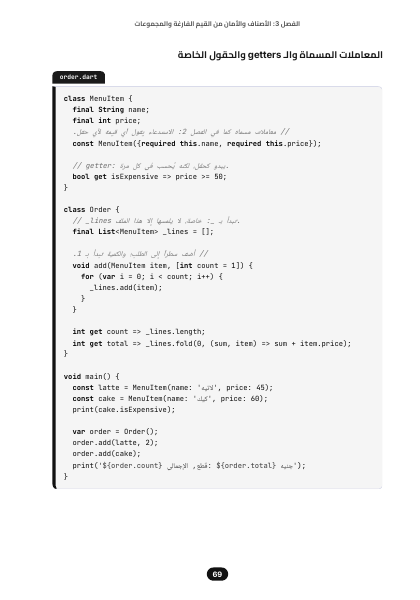 الفصل 3: الأصناف والأمان من القيم الفارغة والمجموعات
المعاملات المسماة والـ getters والحقول الخاصة
order.dart
class MenuItem {
  final String name;
  final int price;
  // معاملات مسماة كما في الفصل 2: الاستدعاء يقول أي قيمة لأي حقل.
  const MenuItem({required this.name, required this.price});

  // getter: يبدو كحقل، لكنه يُحسب في كل مرة.
  bool get isExpensive => price >= 50;
}

class Order {
  // _lines تبدأ بـ _: خاصة، لا يلمسها إلا هذا الملف.
  final List<MenuItem> _lines = [];

  // أضف سطراً إلى الطلب، والكمية تبدأ بـ 1.
  void add(MenuItem item, [int count = 1]) {
    for (var i = 0; i < count; i++) {
      _lines.add(item);
    }
  }

  int get count => _lines.length;
  int get total => _lines.fold(0, (sum, item) => sum + item.price);
}

void main() {
  const latte = MenuItem(name: 'لاتيه', price: 45);
  const cake = MenuItem(name: 'كيك', price: 60);
  print(cake.isExpensive);

  var order = Order();
  order.add(latte, 2);
  order.add(cake);
  print('${order.count} قطع, الإجمالي: ${order.total} جنيه');
}
69